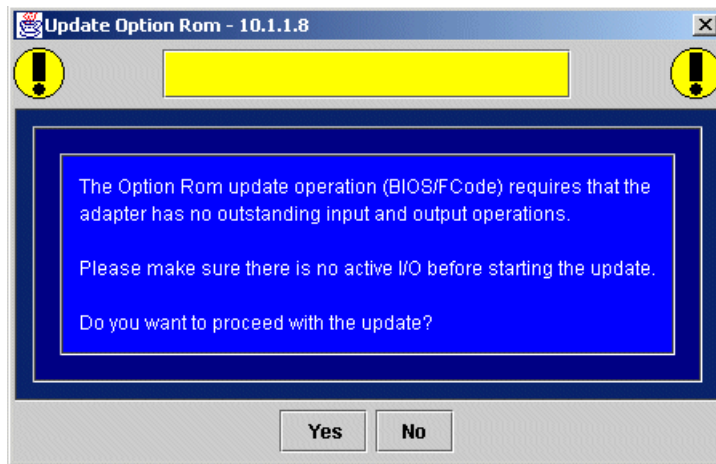 Update Option Rom - 10.1.1.8
The Option Rom update operation (BIOS/FCode) requires that the
adapter has no outstanding input and output operations.
Please make sure there is no active I/O before starting the update.
Do you want to proceed with the update?
Yes No